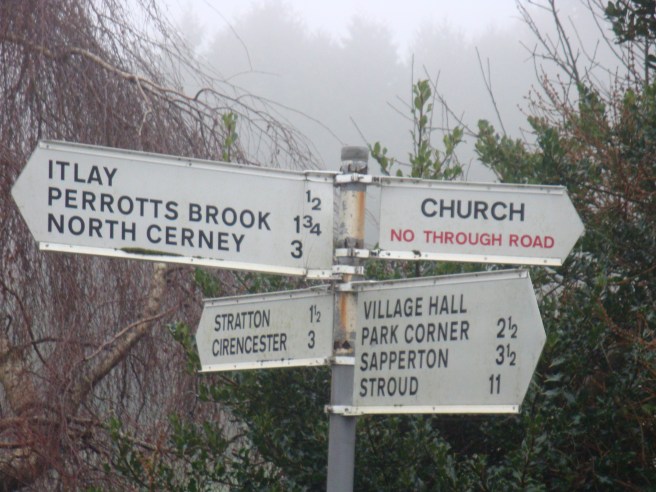 ITLAY ½
PERROTTS BROOK 1¾
NORTH CERNEY 3
CHURCH
NO THROUGH ROAD
STRATTON 1½
CIRENCESTER 3
VILLAGE HALL
PARK CORNER 2½
SAPPERTON 3½
STROUD 11